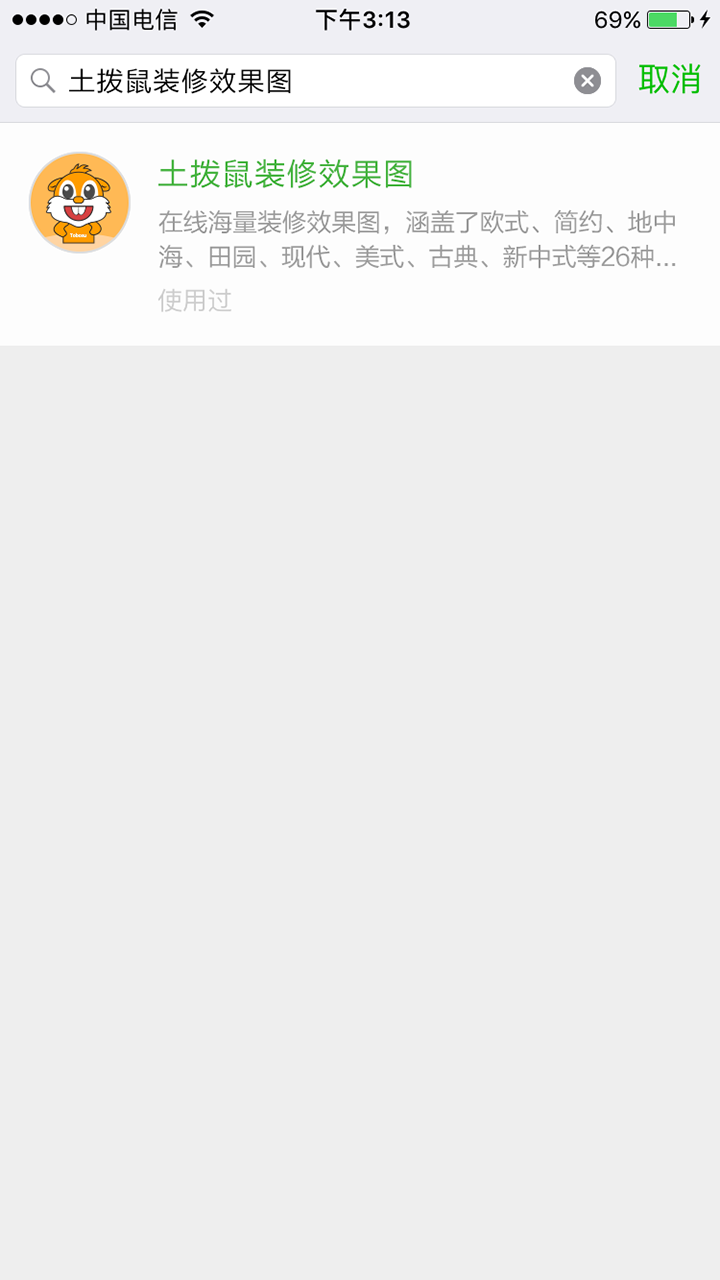 中国电信 下午3:13 69%
土拨鼠装修效果图 取消
土拨鼠装修效果图
在线海量装修效果图，涵盖了欧式、简约、地中
海、田园、现代、美式、古典、新中式等26种...
使用过